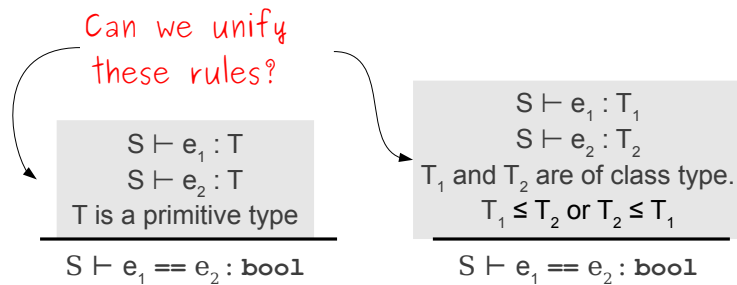 Can we unify
these rules?
S ⊢ e₁ : T
S ⊢ e₂ : T
T is a primitive type
S ⊢ e₁ == e₂ : bool
S ⊢ e₁ : T₁
S ⊢ e₂ : T₂
T₁ and T₂ are of class type.
T₁ ≤ T₂ or T₂ ≤ T₁
S ⊢ e₁ == e₂ : bool